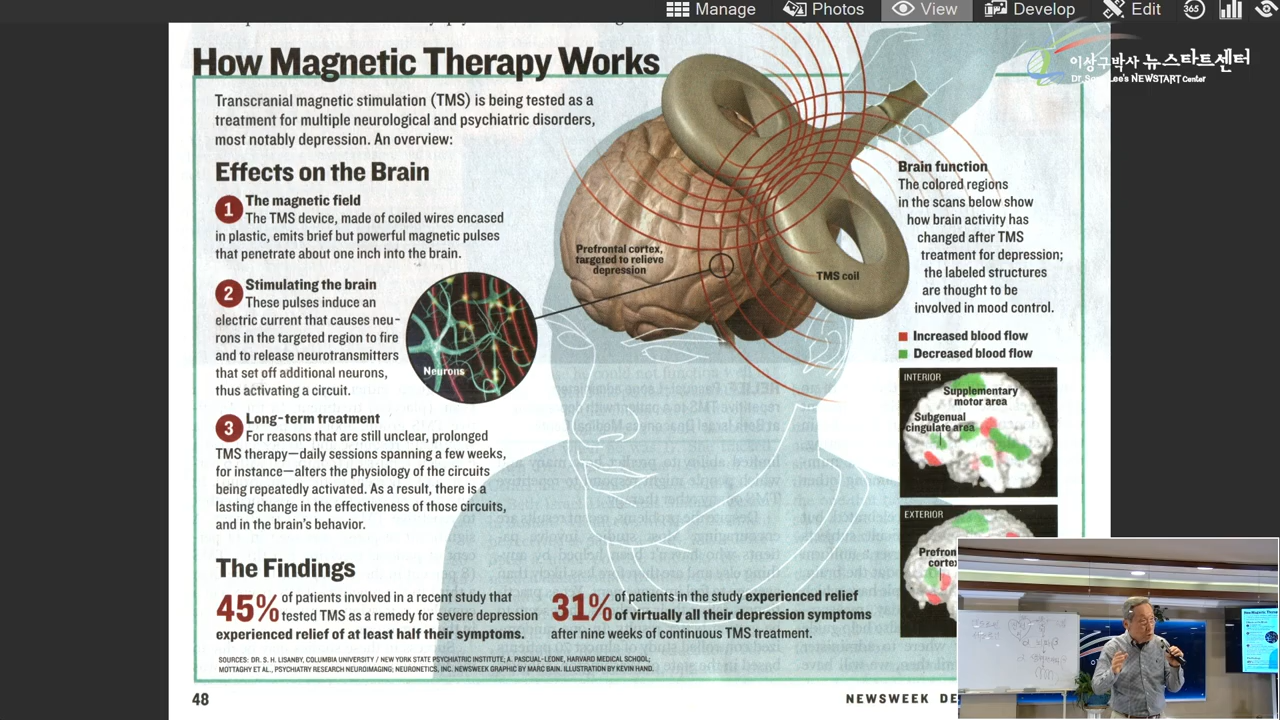 Manage Photos View Develop Edit 365
이상구박사 뉴스타트센터
Dr Lee's NEWSTART Center
How Magnetic Therapy Works
Transcranial magnetic stimulation (TMS) is being tested as a
treatment for multiple neurological and psychiatric disorders,
most notably depression. An overview:
Effects on the Brain
1 The magnetic field
The TMS device, made of coiled wires encased
in plastic, emits brief but powerful magnetic pulses
that penetrate about one inch into the brain.
2 Stimulating the brain
These pulses induce an
electric current that causes neu-
rons in the targeted region to fire
and to release neurotransmitters
that set off additional neurons,
thus activating a circuit.
Neurons
3 Long-term treatment
For reasons that are still unclear, prolonged
TMS therapy—daily sessions spanning a few weeks,
for instance—alters the physiology of the circuits
being repeatedly activated. As a result, there is a
lasting change in the effectiveness of those circuits,
and in the brain's behavior.
Prefrontal cortex,
targeted to relieve
depression
TMS coil
Brain function
The colored regions
in the scans below show
how brain activity has
changed after TMS
treatment for depression;
the labeled structures
are thought to be
involved in mood control.
Increased blood flow
Decreased blood flow
INTERIOR
Supplementary
motor area
Subgenual
cingulate area
EXTERIOR
Prefron
cortex
The Findings
45% of patients involved in a recent study that
tested TMS as a remedy for severe depression
experienced relief of at least half their symptoms.
31% of patients in the study experienced relief
of virtually all their depression symptoms
after nine weeks of continuous TMS treatment.
SOURCES: DR. S. H. LISANBY, COLUMBIA UNIVERSITY / NEW YORK STATE PSYCHIATRIC INSTITUTE; A. PASCUAL-LEONE, HARVARD MEDICAL SCHOOL;
MOTTAGHY ET AL., PSYCHIATRY RESEARCH NEUROIMAGING; NEURONETICS, INC. NEWSWEEK GRAPHIC BY MARC BAIN. ILLUSTRATION BY KEVIN HAND.
48
NEWSWEEK DE
How Magnetic Therap